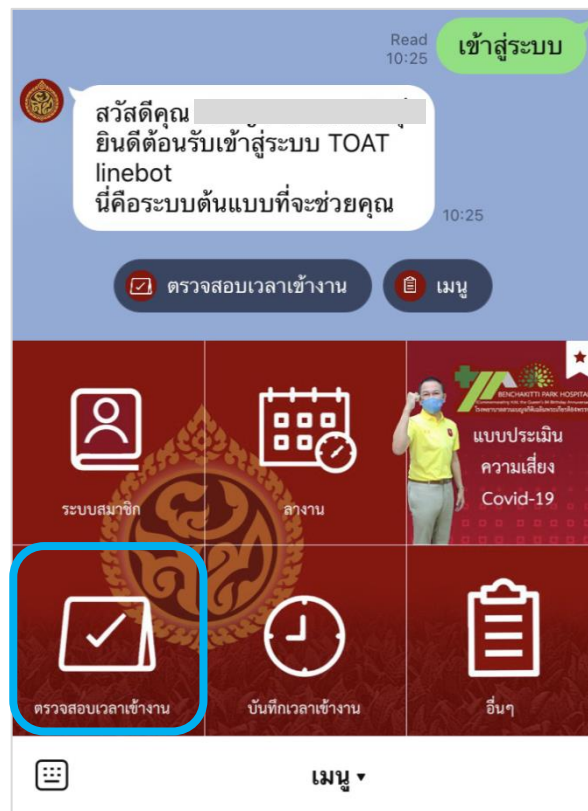 เข้าสู่ระบบ
Read
10:25
สวัสดีคุณ
ยินดีต้อนรับเข้าสู่ระบบ TOAT
linebot
นี่คือระบบต้นแบบที่จะช่วยคุณ
10:25
ตรวจสอบเวลาเข้างาน
เมนู
ระบบสมาชิก
ลางาน
BENCHAKITTI PARK HOSPITAL
แบบประเมิน
ความเสี่ยง
Covid-19
ตรวจสอบเวลาเข้างาน
บันทึกเวลาเข้างาน
อื่นๆ
เมนู